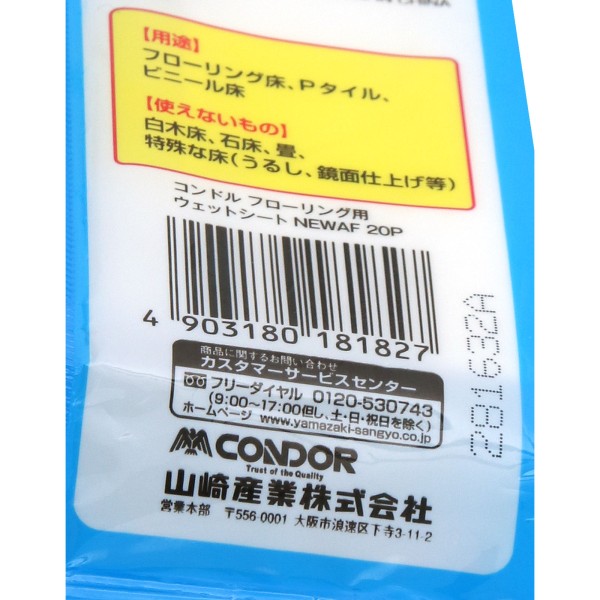 CHINA
【用途】
フローリング床、Pタイル、
ビニール床
【使えないもの】
白木床、石床、畳、
特殊な床(うるし、鏡面仕上げ等)
コンドル フローリング用
ウェットシート NEWAF 20P
4 903180 181827
商品に関するお問い合わせ
カスタマーサービスセンター
フリーダイヤル 0120-530743
(9:00～17:00但し、土・日・祝日を除く)
ホームページ www.yamazaki-sangyo.co.jp
CONDOR
Trust of the Quality
山崎産業株式会社
営業本部 〒556-0001 大阪市浪速区下寺3-11-2
Z81632A